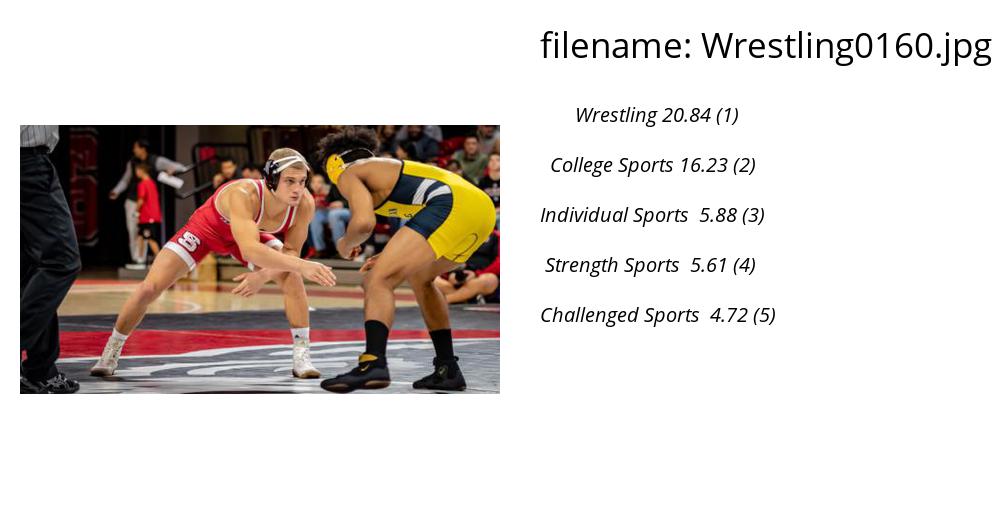 filename: Wrestling0160.jpg
Wrestling 20.84 (1)
College Sports 16.23 (2)
Individual Sports 5.88 (3)
Strength Sports 5.61 (4)
Challenged Sports 4.72 (5)
S